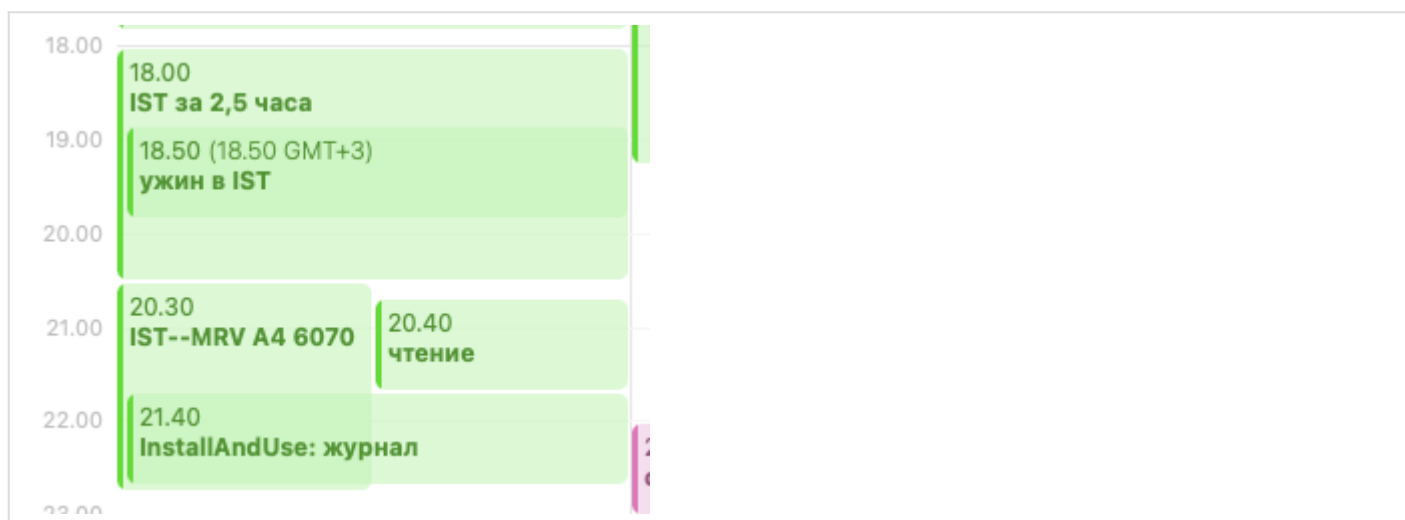 18.00
18.00
IST за 2,5 часа
19.00
18.50 (18.50 GMT+3)
ужин в IST
20.00
20.30
IST--MRV A4 6070
20.40
чтение
21.00
21.40
InstallAndUse: журнал
22.00
23.00